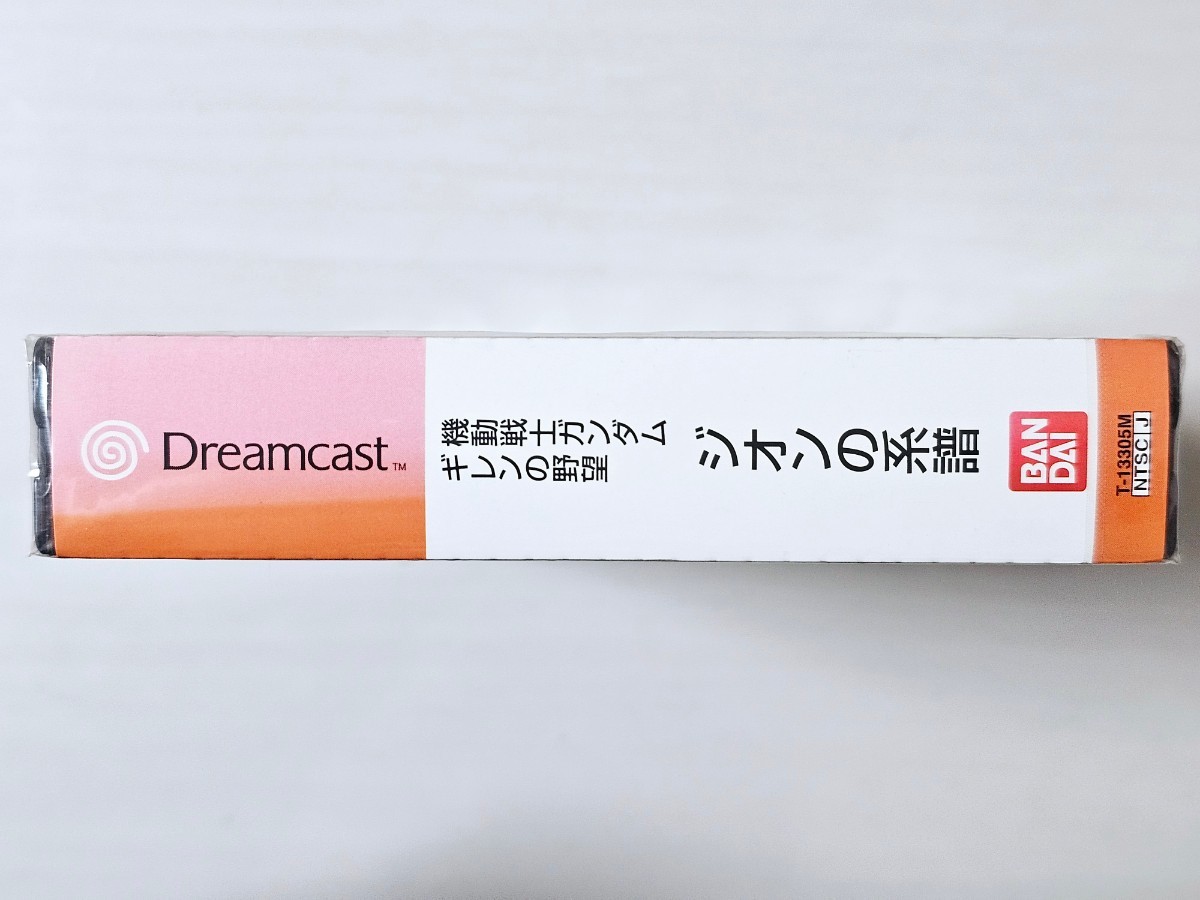 Dreamcast™
機動戦士ガンダム
ギレンの野望
ジオンの系譜
BAN
DAI
T-13305M
NTSC J